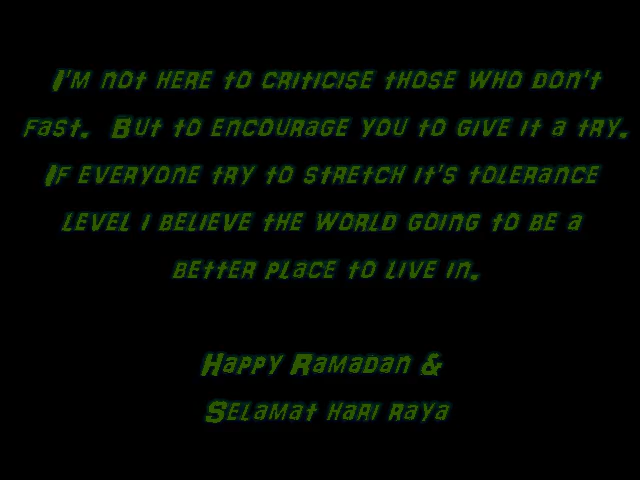 I'm not here to criticise those who don't
fast. But to encourage you to give it a try.
If everyone try to stretch it's tolerance
level i believe the world going to be a
better place to live in.
Happy Ramadan &
Selamat hari raya